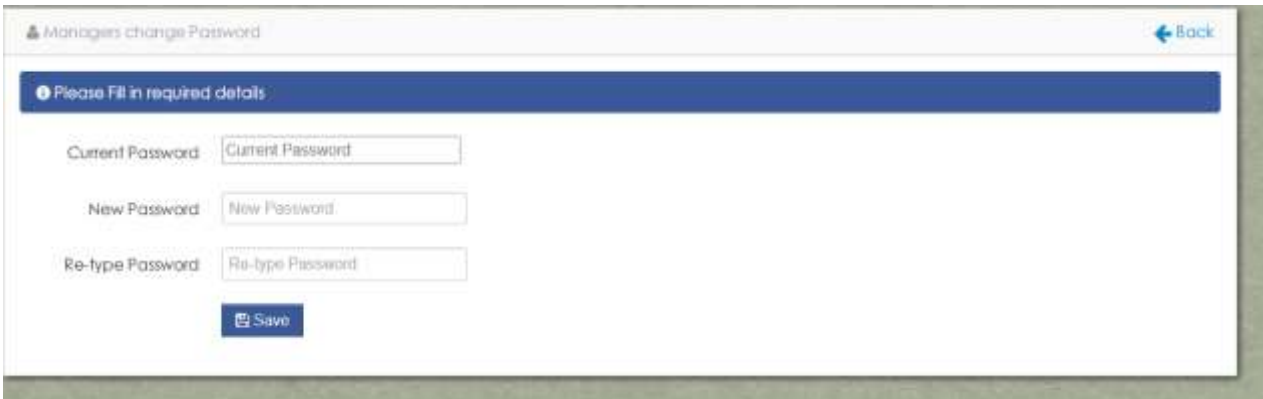 Managers change Password
Back
Please Fill in required details
Current Password Current Password
New Password New Password
Re-type Password Re-type Password
Save